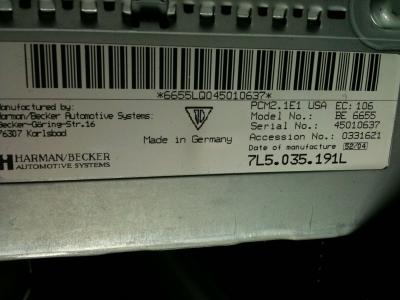 *6655LQ045010637*
Manufactured by:
Harman/Becker Automotive Systems
Becker-Göring-Str.16
76307 Karlsbad
HARMAN/BECKER
AUTOMOTIVE SYSTEMS
Made in Germany
PCM2.1E1 USA EC: 106
Model No.: BE 6655
Serial No.: 45010637
Accession No.: 0331621
Date of manufacture 52/04
7L5.035.191L